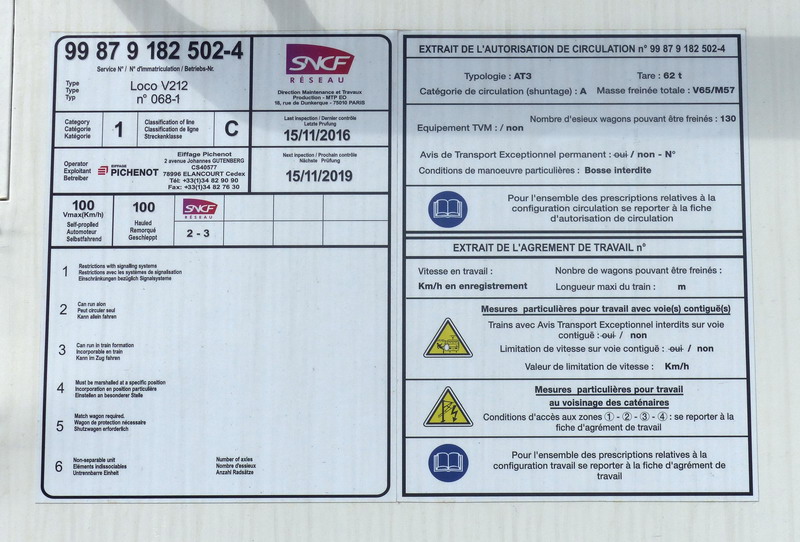 99 87 9 182 502-4
Service N° / N° d'Immatriculation / Betriebs-Nr.
Type
Type
Typ
Loco V212
n° 068-1
SNCF
RÉSEAU
Direction Maintenance et Travaux
Production - MTP EO
18, rue de Dunkerque - 75010 PARIS
Category
Catégorie
Kategorie
1
Classification of line
Classification de ligne
Streckenklasse
C
Last inspection / Dernier contrôle
Letzte Prüfung
15/11/2016
Operator
Exploitant
Betreiber
EIFFAGE
PICHENOT
Eiffage Pichenot
2 avenue Johannes GUTENBERG
CS40577
78996 ELANCOURT Cedex
Tél: +33(1)34 82 90 90
Fax: +33(1)34 82 76 30
Next inpection / Prochain contrôle
Nächste Prüfung
15/11/2019
100
Vmax(Km/h)
Self-proplled
Automoteur
Selbstfahrend
100
Hauled
Remorqué
Geschleppt
SNCF
RÉSEAU
2 - 3
1
Restrictions with signalling systems
Restrictions avec les systèmes de signalisation
Einschränkungen bezüglich Signalsysteme
2
Can run alon
Peut circuler seul
Kann allein fahren
3
Can run in train formation
Incorporable en train
Kann im Zug fahren
4
Must be marshalled at a specific position
Incorporation en position particulière
Einstellen an besonderer Stelle
5
Match wagon required.
Wagon de protection nécessaire
Shutzwagen erforderlich
6
Non-separable unit
Eléments indissociables
Untrennbarre Einheit
Number of axles
Nombre d'essieux
Anzahl Radsätze
EXTRAIT DE L'AUTORISATION DE CIRCULATION n° 99 87 9 182 502-4
Typologie : AT3
Tare : 62 t
Catégorie de circulation (shuntage) : A
Masse freinée totale : V65/M57
Nombre d'esieux wagons pouvant être freinés : 130
Equipement TVM : / non
Avis de Transport Exceptionnel permanent : oui / non - N°
Conditions de manoeuvre particulières : Bosse interdite
Pour l'ensemble des prescriptions relatives à la
configuration circulation se reporter à la fiche
d'autorisation de circulation
EXTRAIT DE L'AGREMENT DE TRAVAIL n°
Vitesse en travail :
Nonbre de wagons pouvant être freinés :
Km/h en enregistrement
Longueur maxi du train : m
Mesures particulières pour travail avec voie(s) contiguë(s)
Trains avec Avis Transport Exceptionnel interdits sur voie
contiguë : oui / non
Limitation de vitesse sur voie contiguë : oui / non
Valeur de limitation de vitesse : Km/h
Mesures particulières pour travail
au voisinage des caténaires
Conditions d'accès aux zones ① - ② - ③ - ④ : se reporter à la
fiche d'agrément de travail
Pour l'ensemble des prescriptions relatives à la
configuration travail se reporter à la fiche d'agrément de
travail